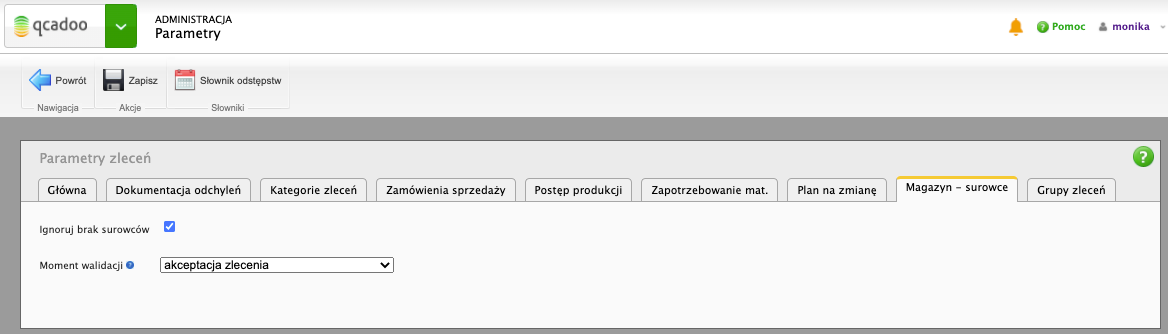 qcadoo
ADMINISTRACJA
Parametry
Pomoc
monika
Powrót
Zapisz
Słownik odstępstw
Nawigacja
Akcje
Słowniki
Parametry zleceń
Główna
Dokumentacja odchyleń
Kategorie zleceń
Zamówienia sprzedaży
Postęp produkcji
Zapotrzebowanie mat.
Plan na zmianę
Magazyn - surowce
Grupy zleceń
Ignoruj brak surowców
Moment walidacji
akceptacja zlecenia